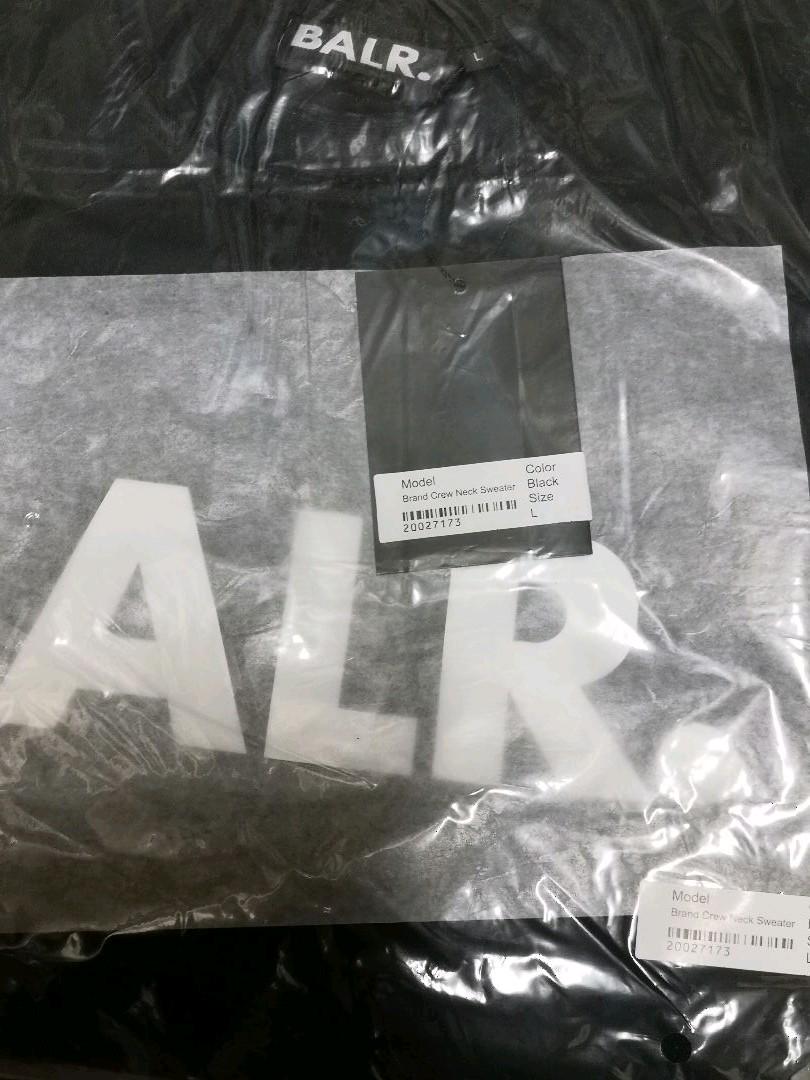 BALR.
L
Model
Brand Crew Neck Sweater
20027173
Color
Black
Size
L
ALR.
Model
Brand Crew Neck Sweater
20027173